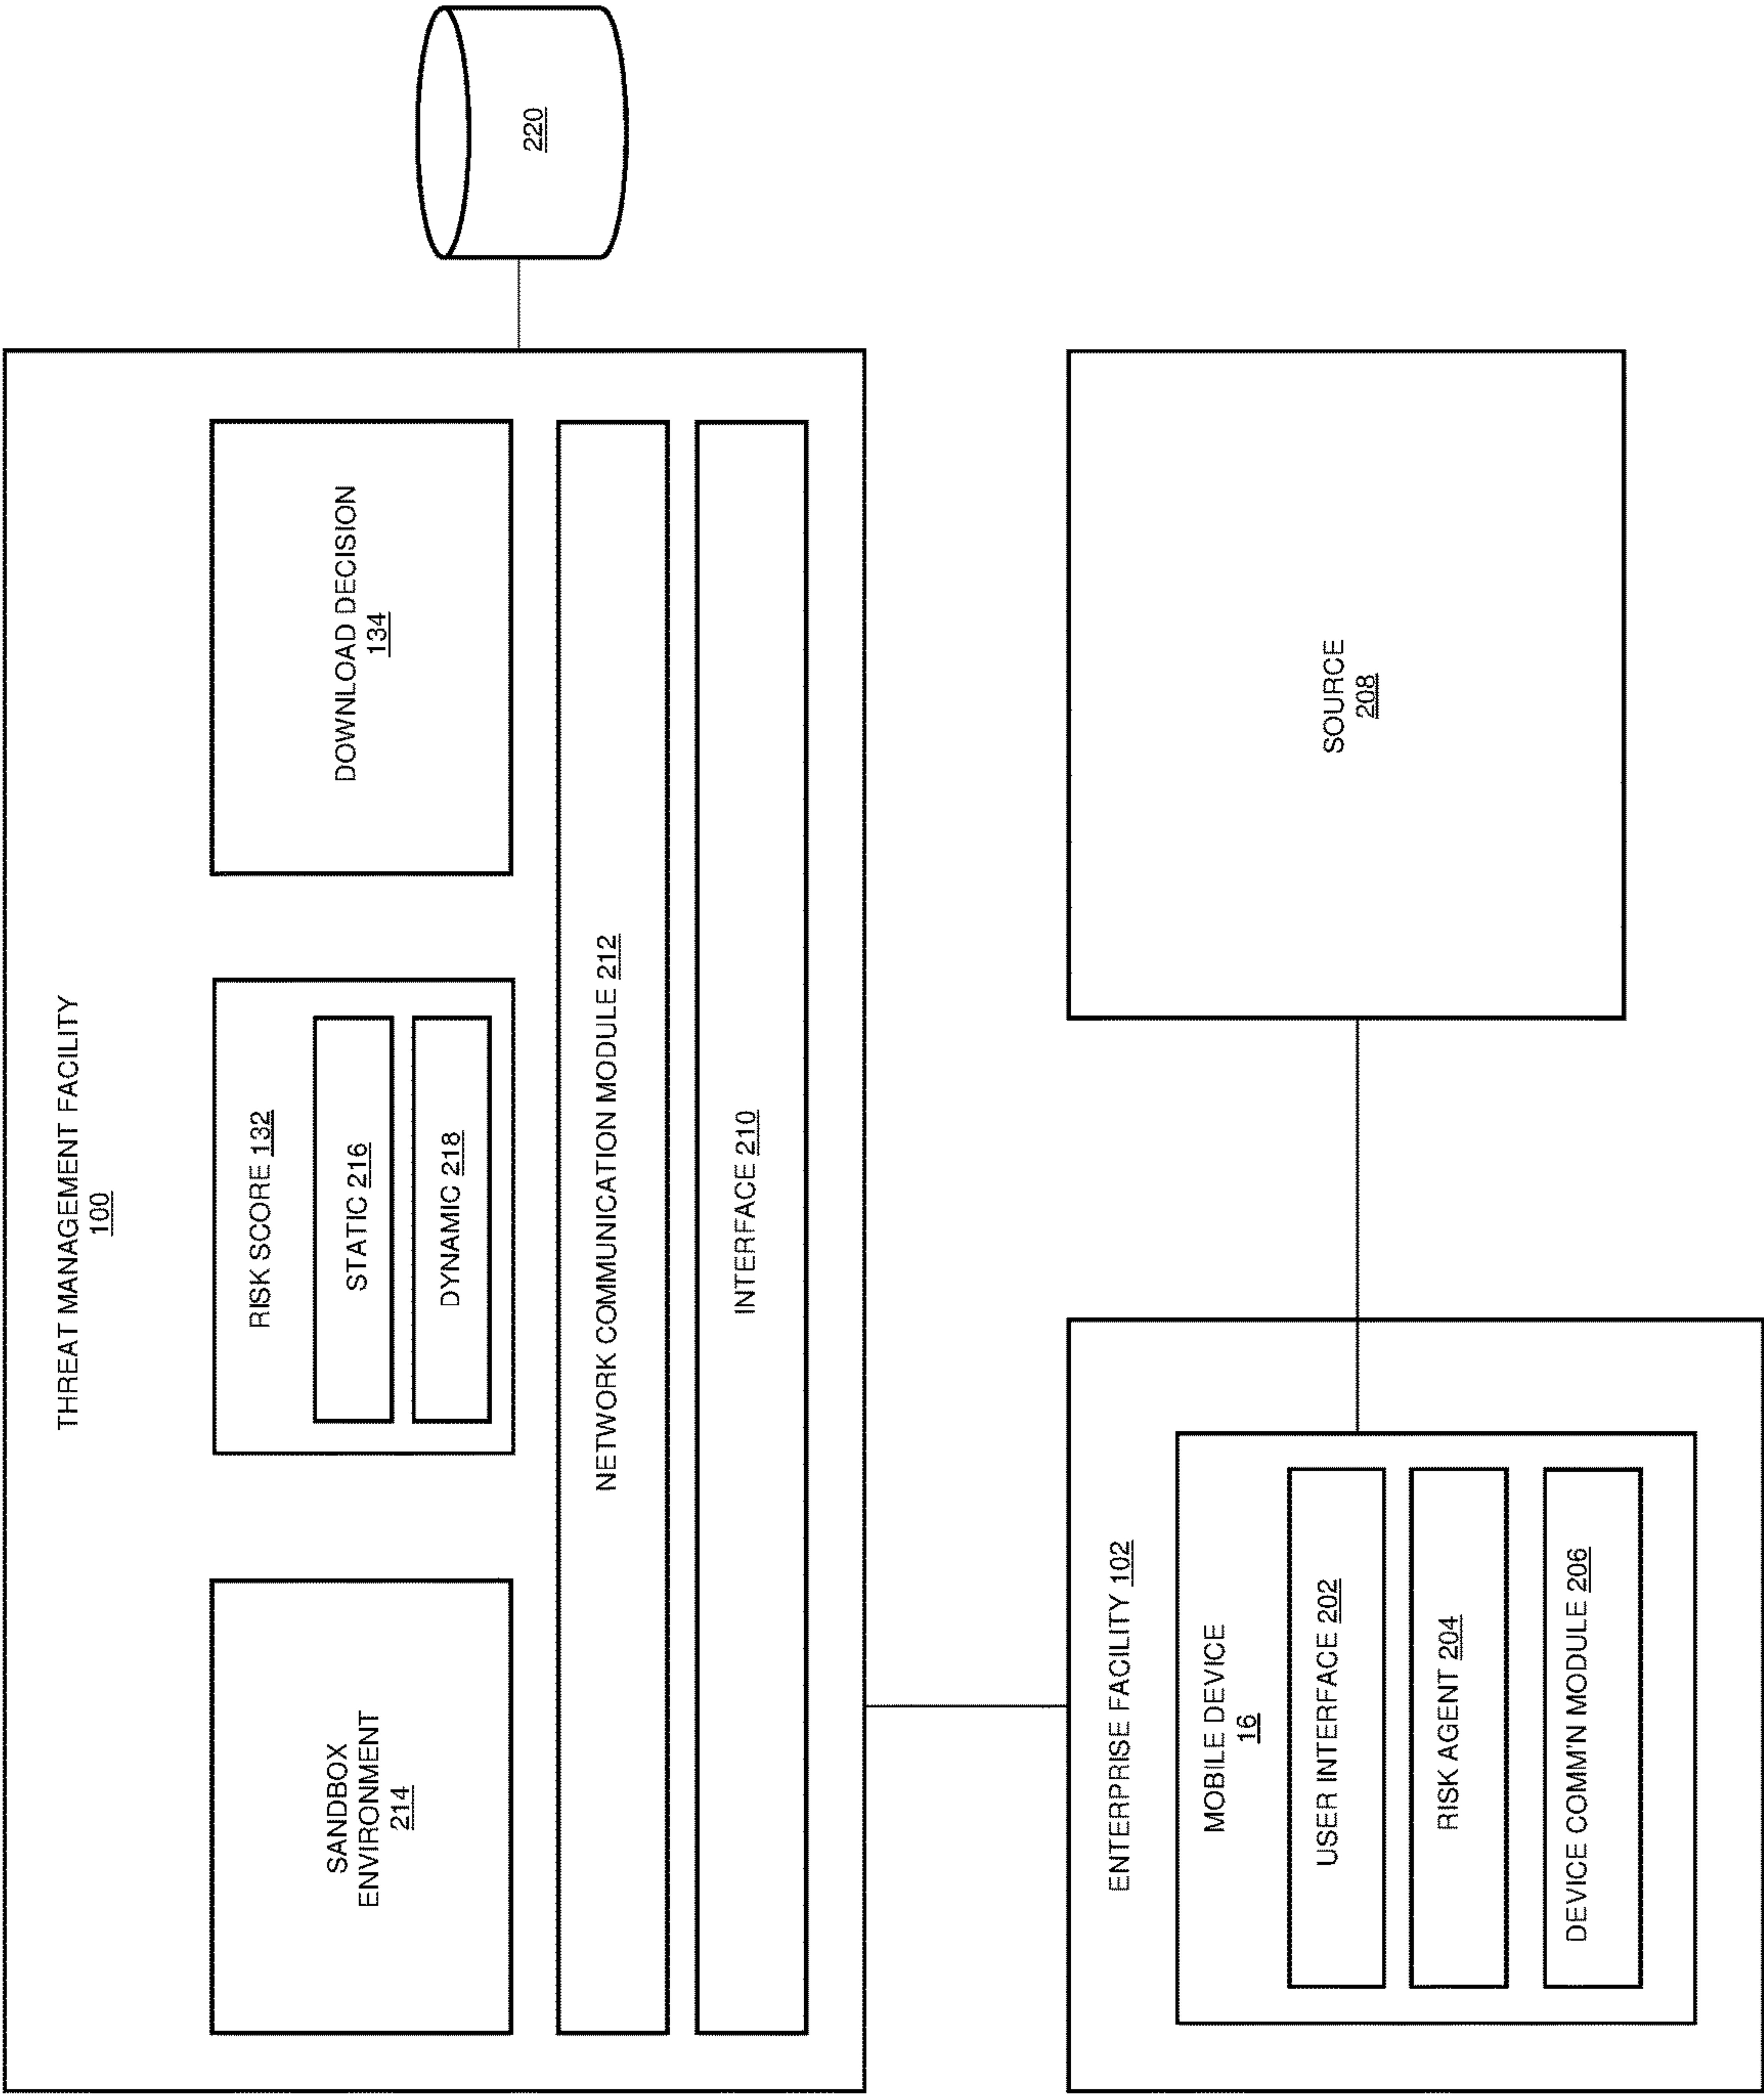 THREAT MANAGEMENT FACILITY
100
SANDBOX
ENVIRONMENT
214
RISK SCORE 132
STATIC 216
DYNAMIC 218
DOWNLOAD DECISION
134
NETWORK COMMUNICATION MODULE 212
INTERFACE 210
220
ENTERPRISE FACILITY 102
MOBILE DEVICE
16
USER INTERFACE 202
RISK AGENT 204
DEVICE COMM'N MODULE 206
SOURCE
208